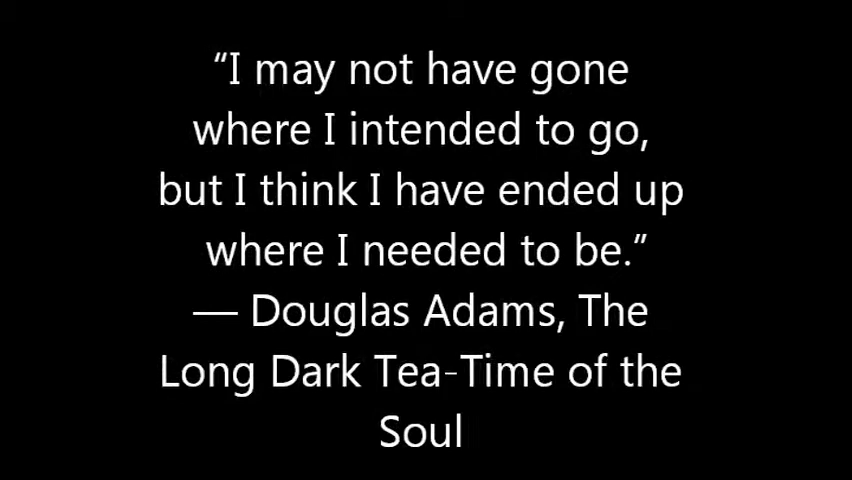 “I may not have gone
where I intended to go,
but I think I have ended up
where I needed to be.”
— Douglas Adams, The
Long Dark Tea-Time of the
Soul